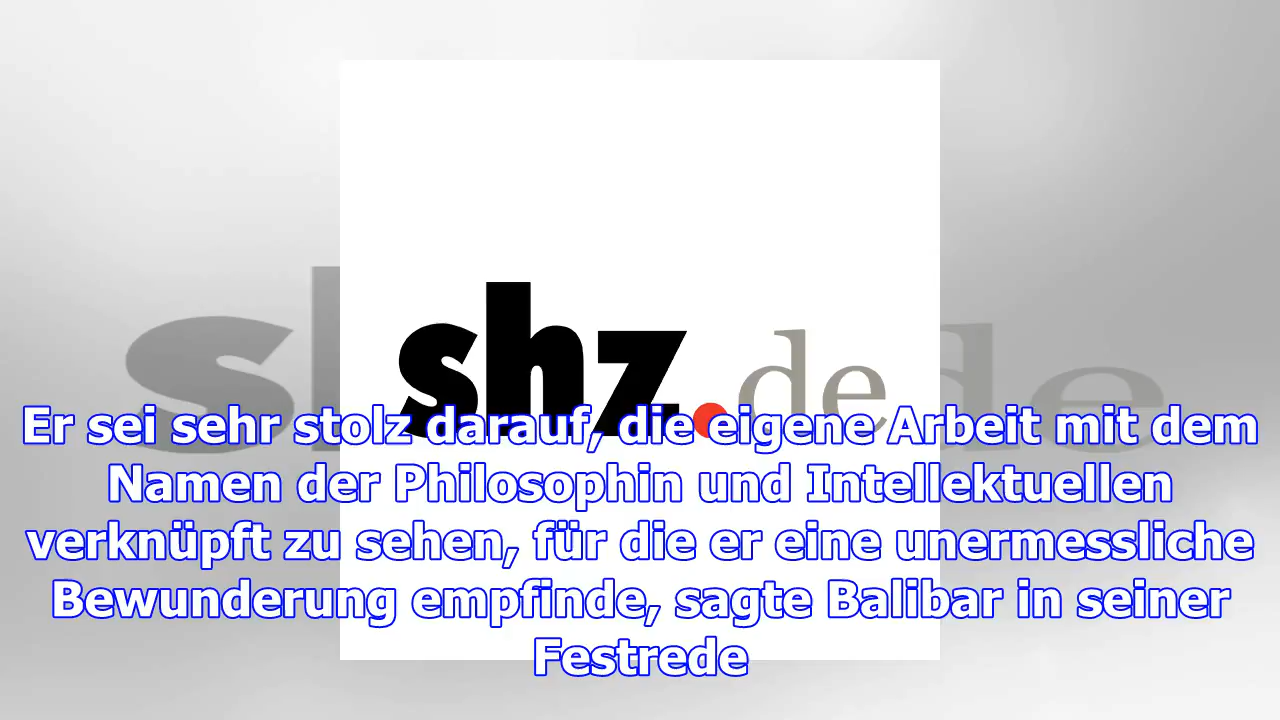 shz.de
Er sei sehr stolz darauf, die eigene Arbeit mit dem
Namen der Philosophin und Intellektuellen
verknüpft zu sehen, für die er eine unermessliche
Bewunderung empfinde, sagte Balibar in seiner
Festrede